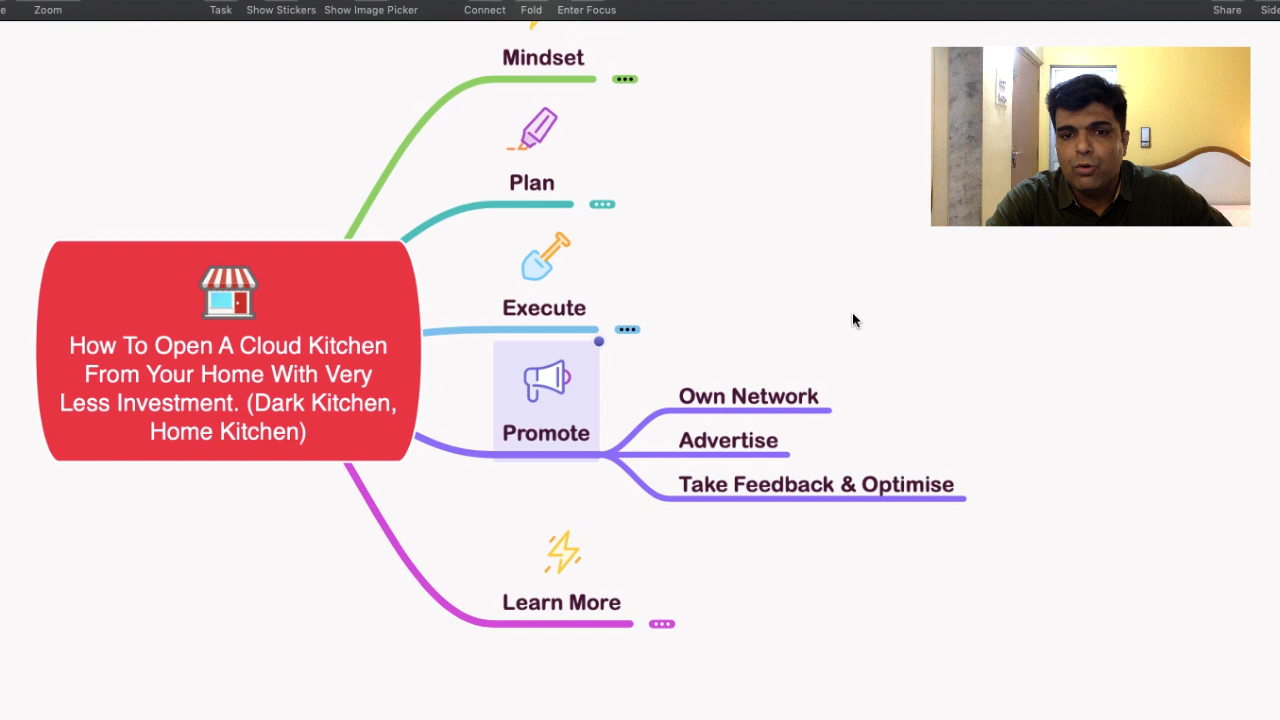 Zoom
Task
Show Stickers
Show Image Picker
Connect
Fold
Enter Focus
Share
Mindset
Plan
Execute
How To Open A Cloud Kitchen
From Your Home With Very
Less Investment. (Dark Kitchen,
Home Kitchen)
Promote
Own Network
Advertise
Take Feedback & Optimise
Learn More